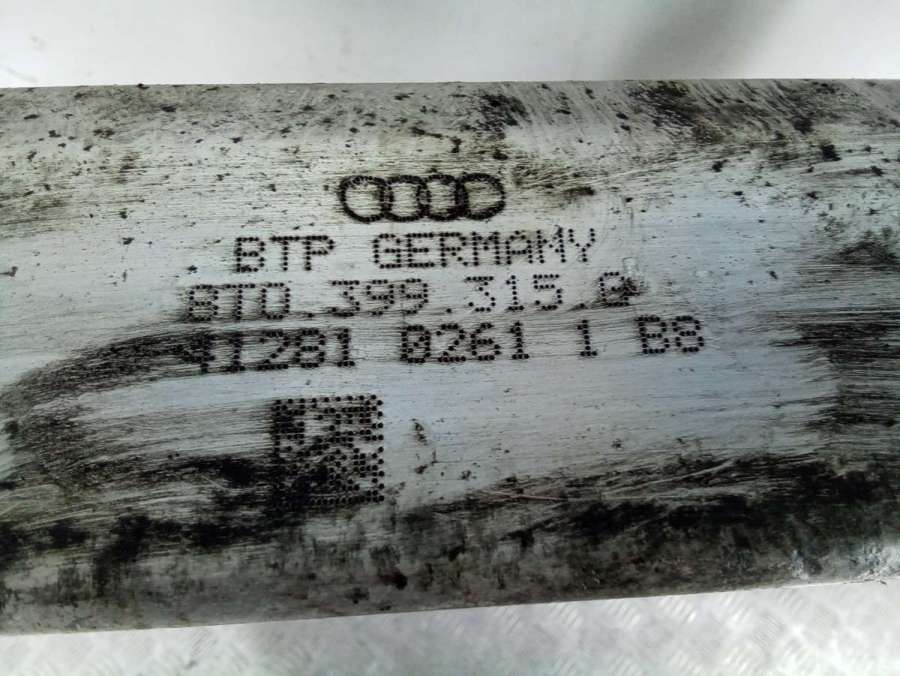 BTP GERMANY
8T0.399.315.G
41281 0261 1 B8